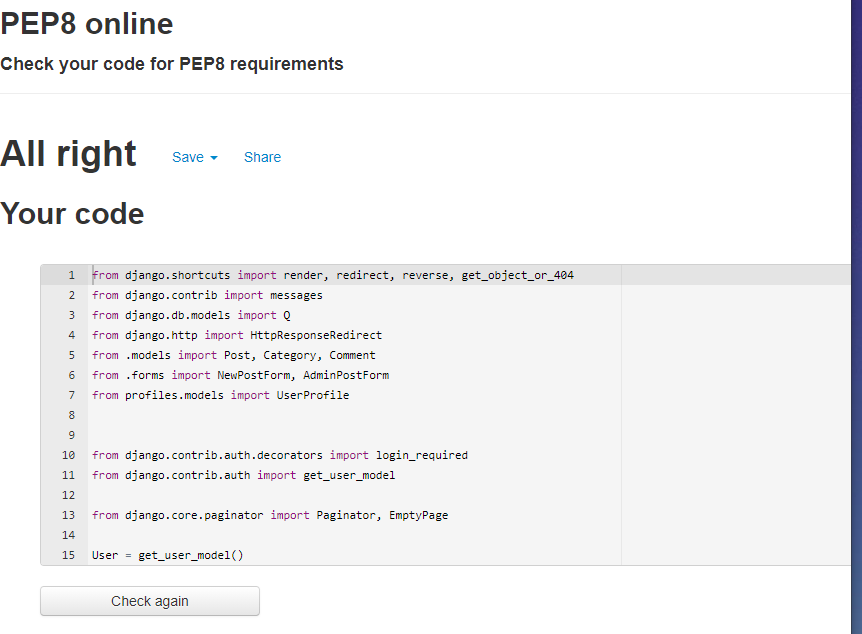 PEP8 online
Check your code for PEP8 requirements
All right Save Share
Your code
1 from django.shortcuts import render, redirect, reverse, get_object_or_404
2 from django.contrib import messages
3 from django.db.models import Q
4 from django.http import HttpResponseRedirect
5 from .models import Post, Category, Comment
6 from .forms import NewPostForm, AdminPostForm
7 from profiles.models import UserProfile
8
9
10 from django.contrib.auth.decorators import login_required
11 from django.contrib.auth import get_user_model
12
13 from django.core.paginator import Paginator, EmptyPage
14
15 User = get_user_model()
Check again